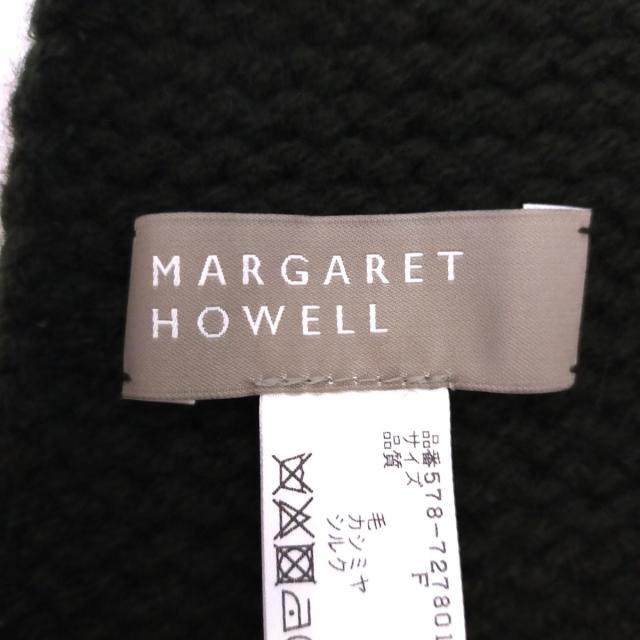 MARGARET
HOWELL
品番578-727801
サイズ F
品質
毛
カシミヤ
シルク